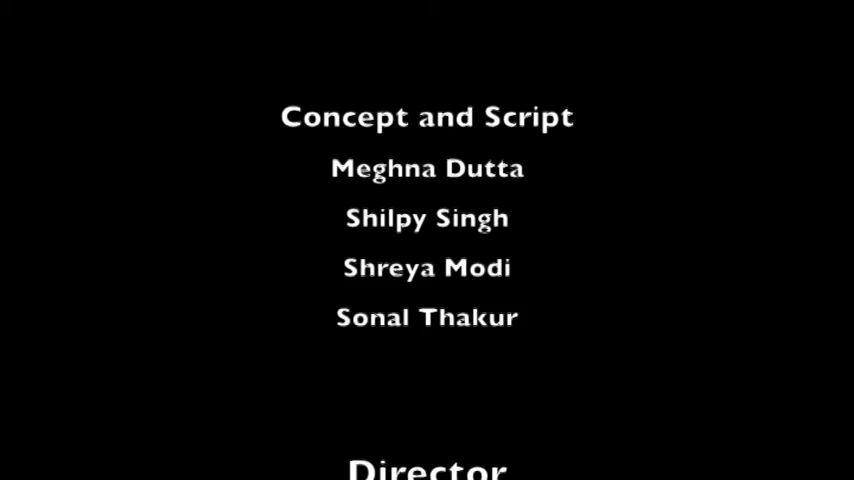 Concept and Script
Meghna Dutta
Shilpy Singh
Shreya Modi
Sonal Thakur
Director